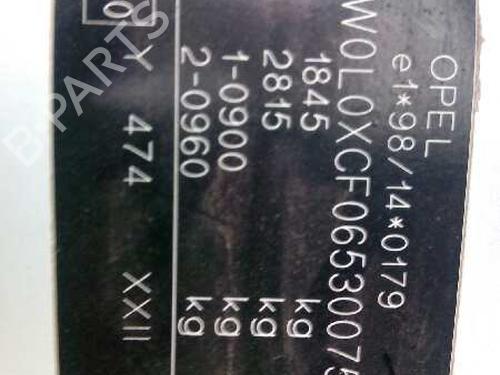 OPEL
e1*98/14*0179
W0L0XCF0653007
1845 kg
2815 kg
1-0900 kg
2-0960 kg
Y 474 XXII
B-PARTS